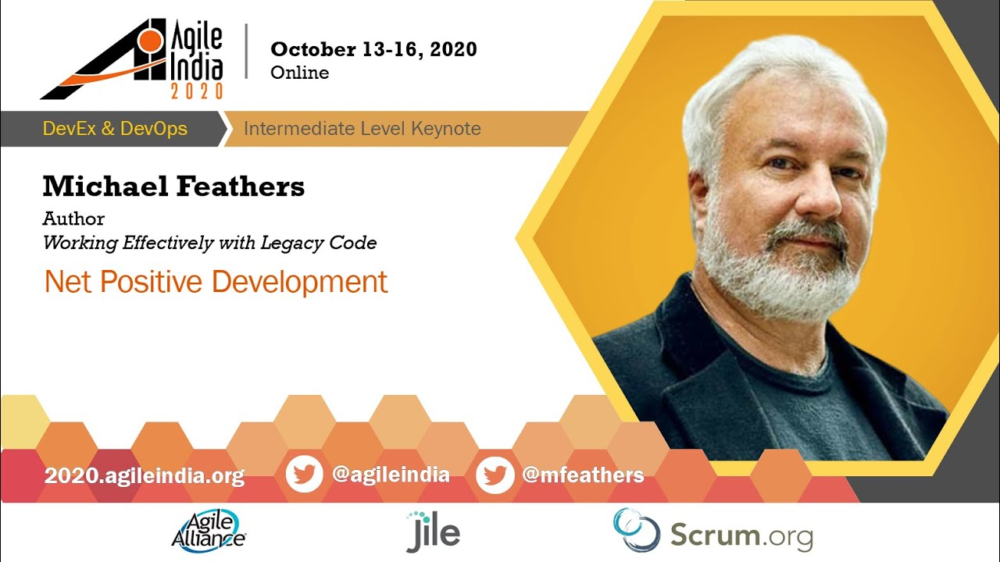 Agile
India
2020
October 13-16, 2020
Online
DevEx & DevOps
Intermediate Level Keynote
Michael Feathers
Author
Working Effectively with Legacy Code
Net Positive Development
2020.agileindia.org
@agileindia
@mfeathers
Agile
Alliance®
jile
Scrum.org